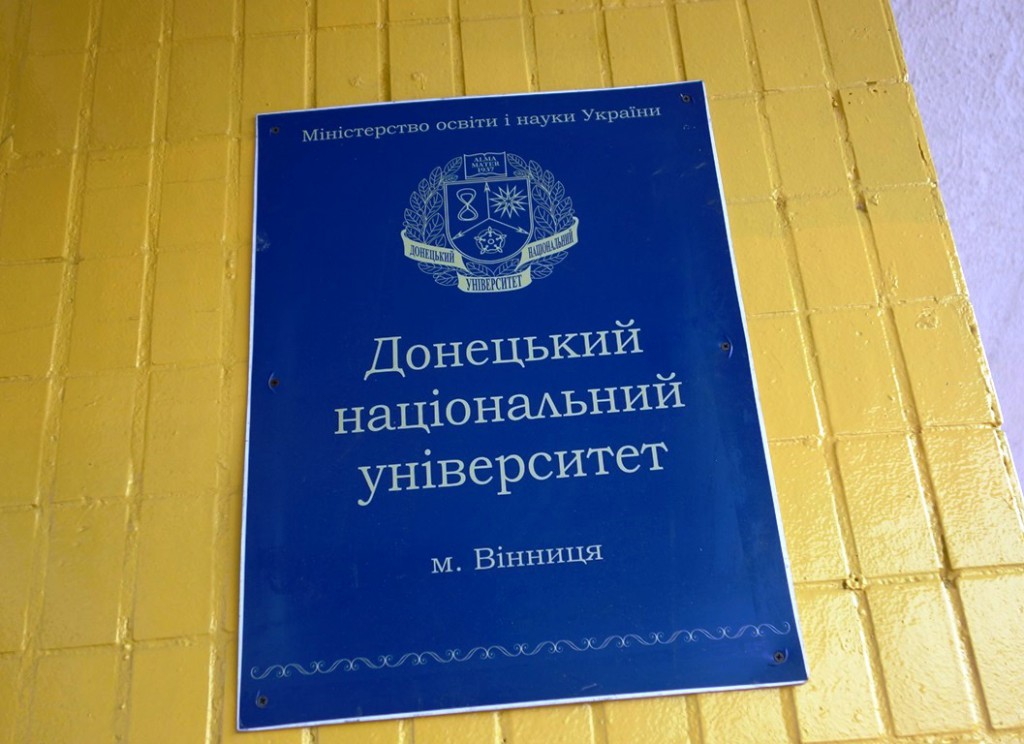 Міністерство освіти і науки України
ALMA
MATER
1937
ДОНЕЦЬКИЙ НАЦІОНАЛЬНИЙ
УНІВЕРСИТЕТ
Донецький
національний
університет
м. Вінниця